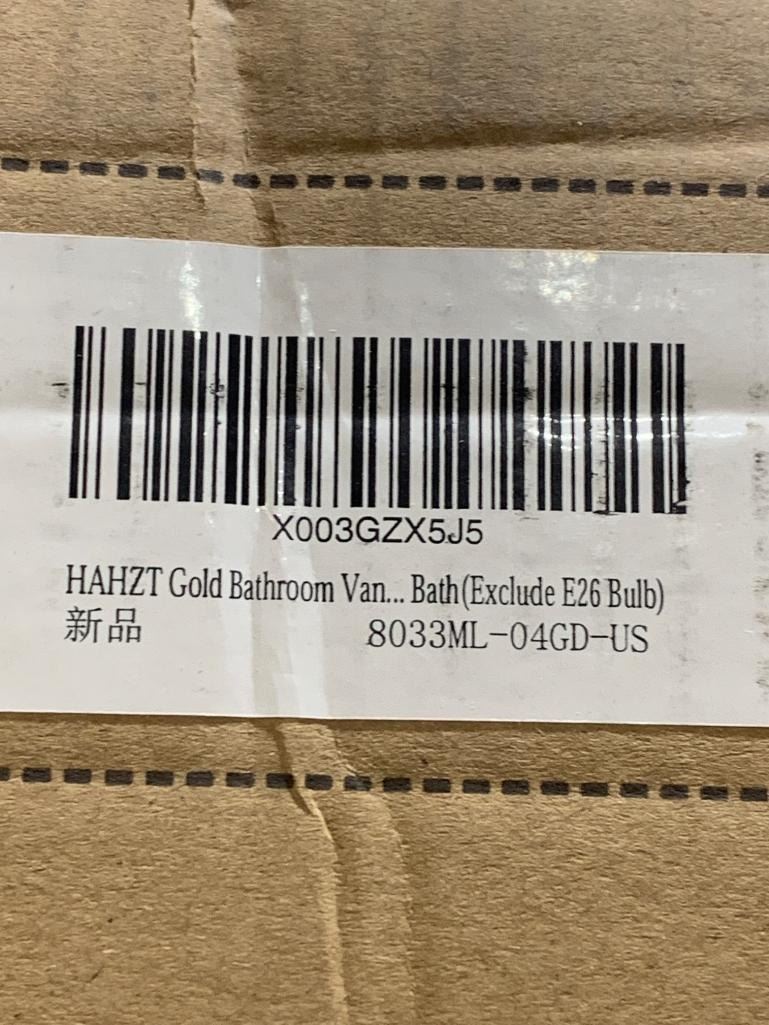 X003GZX5J5
HAHZT Gold Bathroom Van... Bath(Exclude E26 Bulb)
新品 8033ML-04GD-US